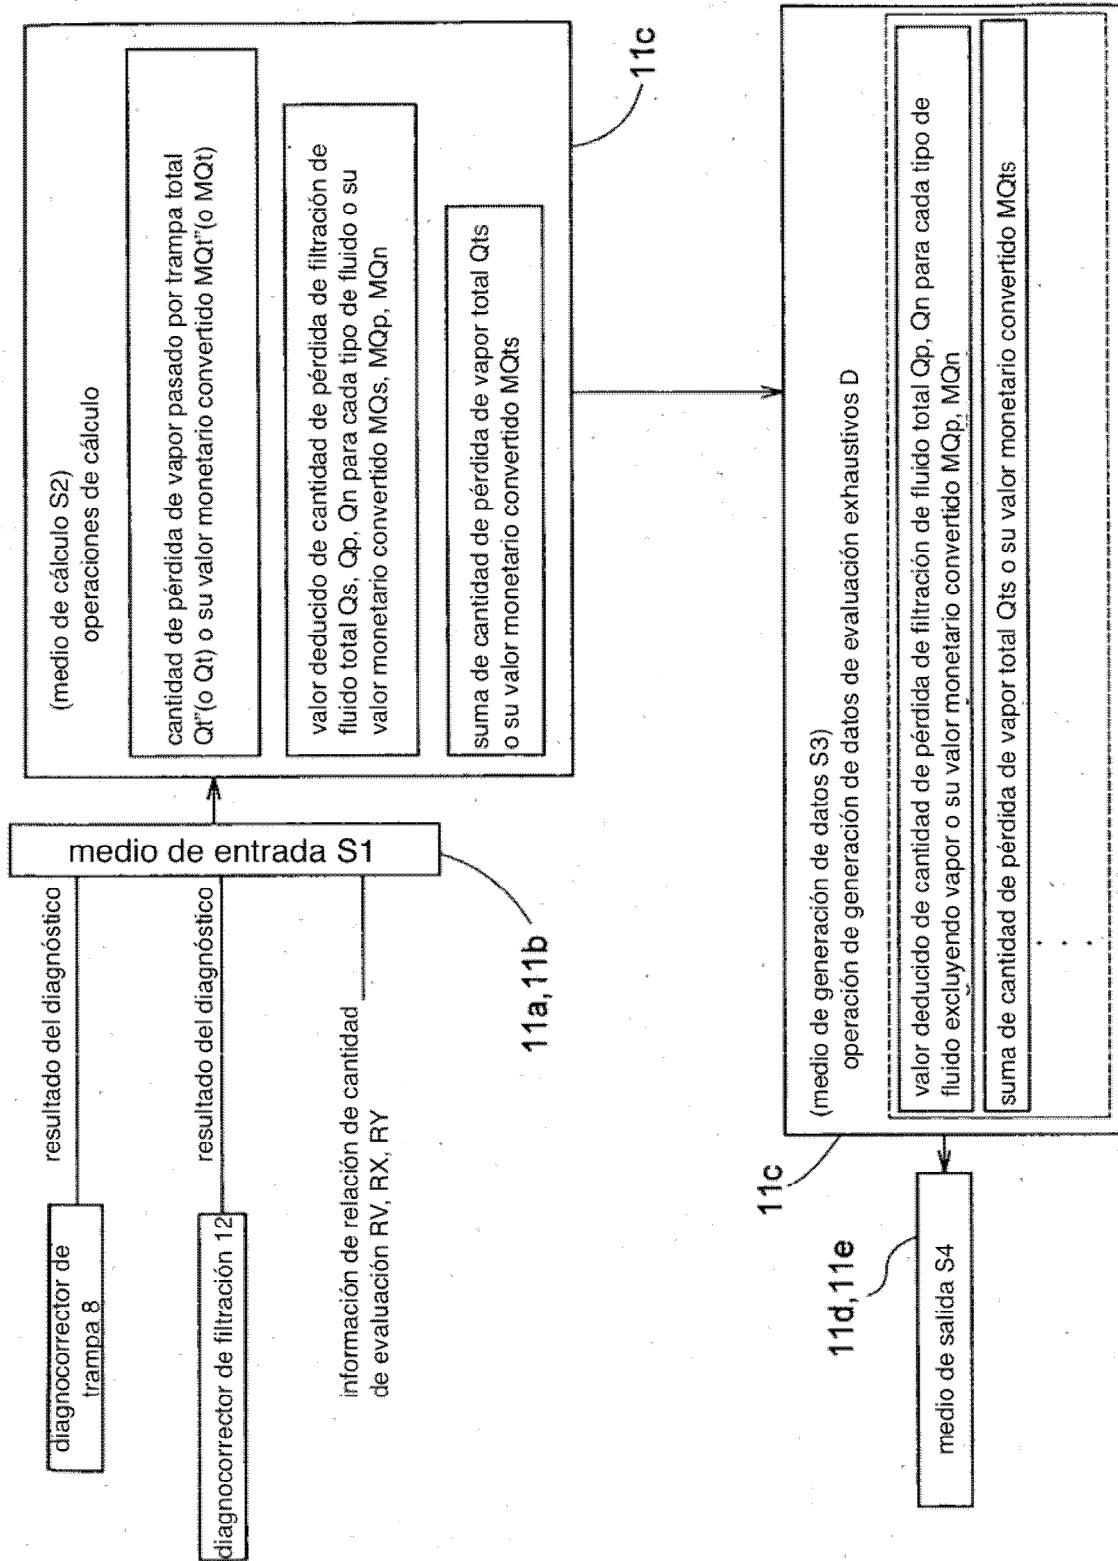 diagnocorrector de
trampa 8
resultado del diagnóstico
diagnocorrector de filtración 12
resultado del diagnóstico
información de relación de cantidad
de evaluación RV, RX, RY
medio de entrada S1
11a, 11b
(medio de cálculo S2)
operaciones de cálculo
cantidad de pérdida de vapor pasado por trampa total
Qt"(o Qt) o su valor monetario convertido MQt"(o MQt)
valor deducido de cantidad de pérdida de filtración de
fluido total Qs, Qp, Qn para cada tipo de fluido o su
valor monetario convertido MQs, MQp, MQn
suma de cantidad de pérdida de vapor total Qts
o su valor monetario convertido MQts
11c
(medio de generación de datos S3)
operación de generación de datos de evaluación exhaustivos D
valor deducido de cantidad de pérdida de filtración de fluido total Qp, Qn para cada tipo de
fluido excluyendo vapor o su valor monetario convertido MQp, MQn
suma de cantidad de pérdida de vapor total Qts o su valor monetario convertido MQts
. . .
11c
medio de salida S4
11d, 11e